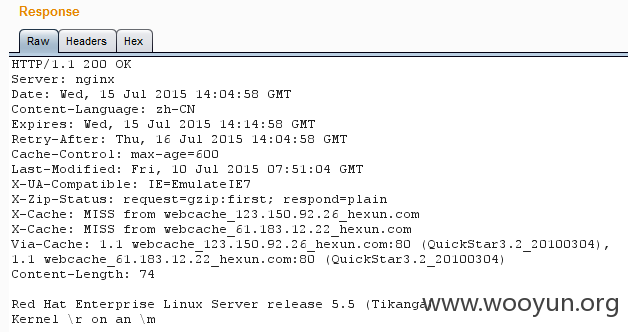 Response
Raw Headers Hex
HTTP/1.1 200 OK
Server: nginx
Date: Wed, 15 Jul 2015 14:04:58 GMT
Content-Language: zh-CN
Expires: Wed, 15 Jul 2015 14:14:58 GMT
Retry-After: Thu, 16 Jul 2015 14:04:58 GMT
Cache-Control: max-age=600
Last-Modified: Fri, 10 Jul 2015 07:51:04 GMT
X-UA-Compatible: IE=EmulateIE7
X-Zip-Status: request=gzip:first; respond=plain
X-Cache: MISS from webcache_123.150.92.26_hexun.com
X-Cache: MISS from webcache_61.183.12.22_hexun.com
Via-Cache: 1.1 webcache_123.150.92.26_hexun.com:80 (QuickStar3.2_20100304),
1.1 webcache_61.183.12.22_hexun.com:80 (QuickStar3.2_20100304)
Content-Length: 74
Red Hat Enterprise Linux Server release 5.5 (Tikanga
Kernel \r on an \m
www.wooyun.org